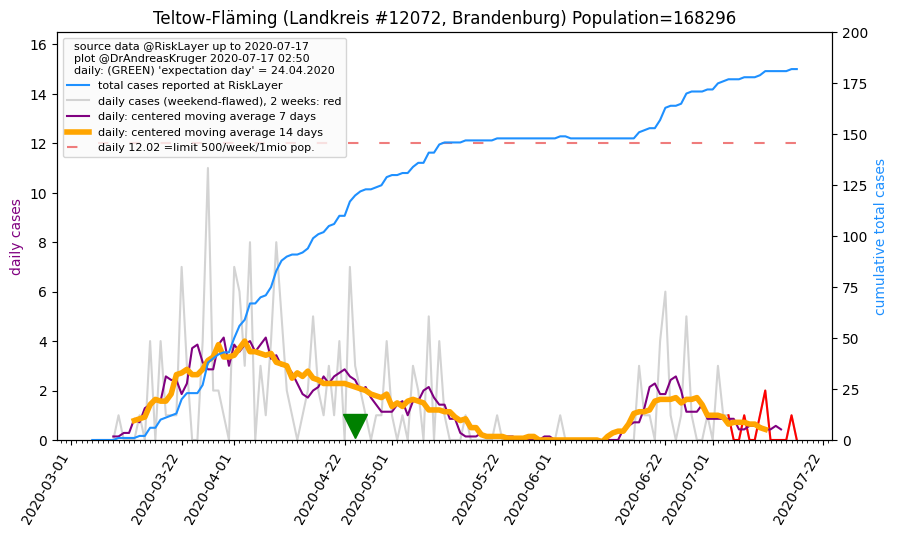 Teltow-Fläming (Landkreis #12072, Brandenburg) Population=168296
source data @RiskLayer up to 2020-07-17
plot @DrAndreasKruger 2020-07-17 02:50
daily: (GREEN) 'expectation day' = 24.04.2020
total cases reported at RiskLayer
daily cases (weekend-flawed), 2 weeks: red
daily: centered moving average 7 days
daily: centered moving average 14 days
daily 12.02 =limit 500/week/1mio pop.
daily cases
16
14
12
10
8
6
4
2
0
cumulative total cases
200
175
150
125
100
75
50
25
0
2020-03-01
2020-03-22
2020-04-01
2020-04-22
2020-05-01
2020-05-22
2020-06-01
2020-06-22
2020-07-01
2020-07-22